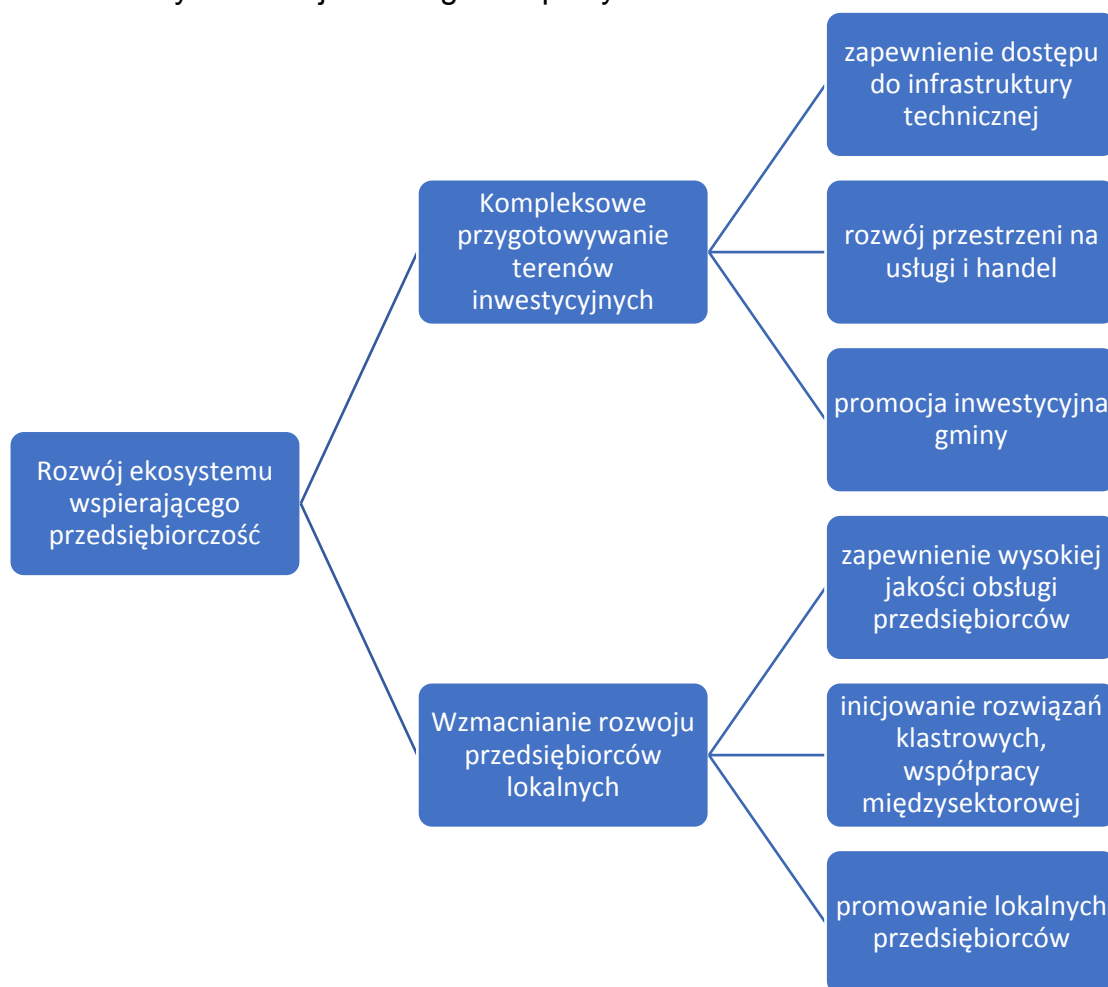 zapewnienie dostępu
do infrastruktury
technicznej
Kompleksowe
przygotowywanie
terenów
inwestycyjnych
rozwój przestrzeni na
usługi i handel
promocja inwestycyjna
gminy
Rozwój ekosystemu
wspierającego
przedsiębiorczość
zapewnienie wysokiej
jakości obsługi
przedsiębiorców
Wzmacnianie rozwoju
przedsiębiorców
lokalnych
inicjowanie rozwiązań
klastrowych,
współpracy
międzysektorowej
promowanie lokalnych
przedsiębiorców